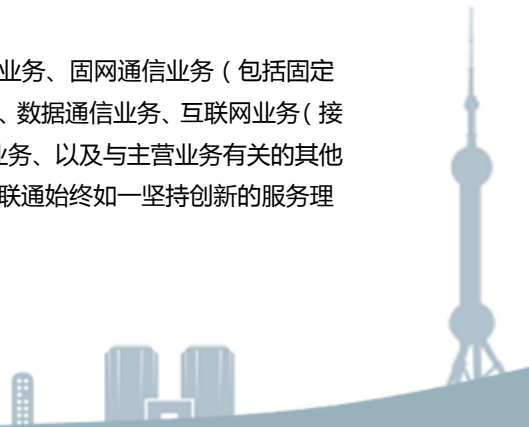 业务、固网通信业务（包括固定
、数据通信业务、互联网业务（接
业务、以及与主营业务有关的其他
联通始终如一坚持创新的服务理